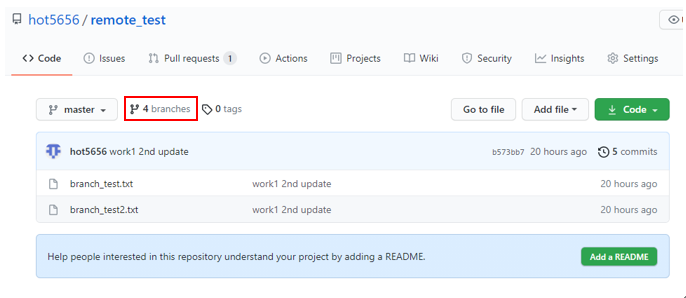 hot5656 / remote_test
Code Issues Pull requests 1 Actions Projects Wiki Security Insights Settings
master 4 branches 0 tags Go to file Add file Code
hot5656 work1 2nd update b573bb7 20 hours ago 5 commits
branch_test.txt work1 2nd update 20 hours ago
branch_test2.txt work1 2nd update 20 hours ago
Help people interested in this repository understand your project by adding a README. Add a README